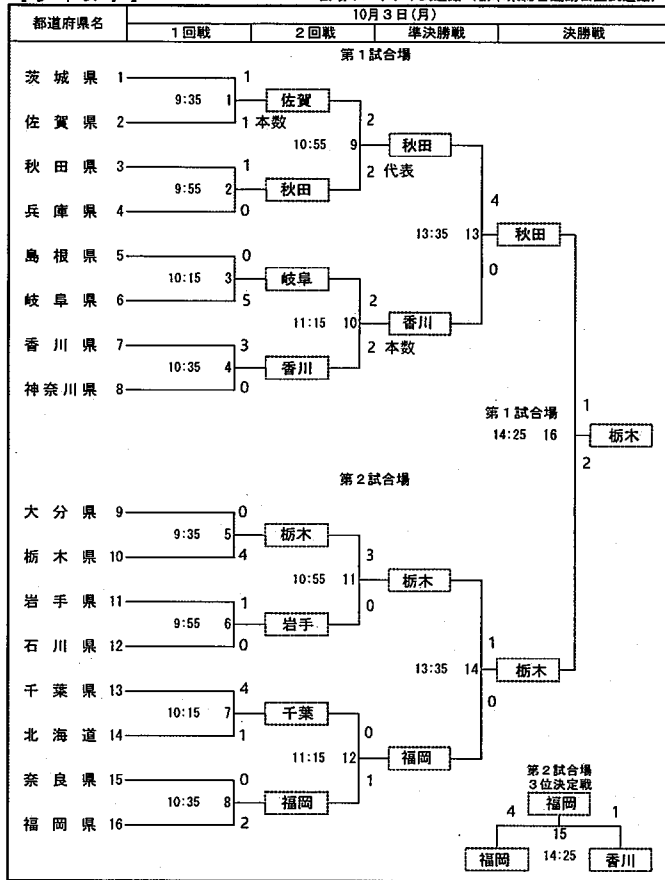 都道府県名
10月3日(月)
1回戦 2回戦 準決勝戦 決勝戦
第1試合場
茨城県 1 1
9:35 1 佐賀
佐賀県 2 1 本数 2
10:55 9 秋田
秋田県 3 1 2 代表
9:55 2 秋田
兵庫県 4 0 4
13:35 13 秋田
島根県 5 0 0
10:15 3 岐阜
岐阜県 6 5 2
11:15 10 香川
香川県 7 3 2 本数
10:35 4 香川
神奈川県 8 0
第1試合場 1
14:25 16 栃木
2
第2試合場
大分県 9 0
9:35 5 栃木
栃木県 10 4 3
10:55 11 栃木
岩手県 11 1 0
9:55 6 岩手
石川県 12 0 1
13:35 14 栃木
千葉県 13 4 0
10:15 7 千葉
北海道 14 1 0
11:15 12 福岡
奈良県 15 0 1
10:35 8 福岡
福岡県 16 2
第2試合場
3位決定戦
4 福岡 1
15
福岡 14:25 香川